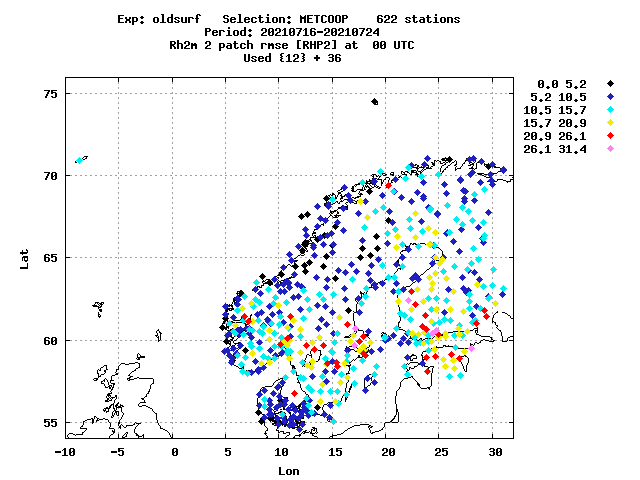 Exp: oldsurf   Selection: METCOOP    622 stations
Period: 20210716-20210724
Rh2m 2 patch rmse [RHP2] at  00 UTC
Used {12} + 36
0.0 5.2
5.2 10.5
10.5 15.7
15.7 20.9
20.9 26.1
26.1 31.4
75
70
65
60
55
Lat
-10 -5 0 5 10 15 20 25 30
Lon